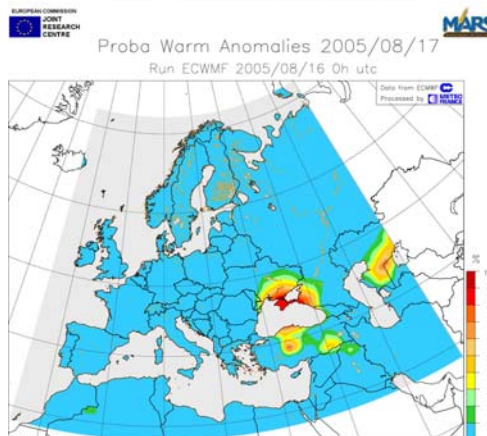 EUROPEAN COMMISSION
JOINT
RESEARCH
CENTRE
MARS
Proba Warm Anomalies 2005/08/17
Run ECWMF 2005/08/16 0h utc
Data from ECMWF
Processed by METEO
FRANCE